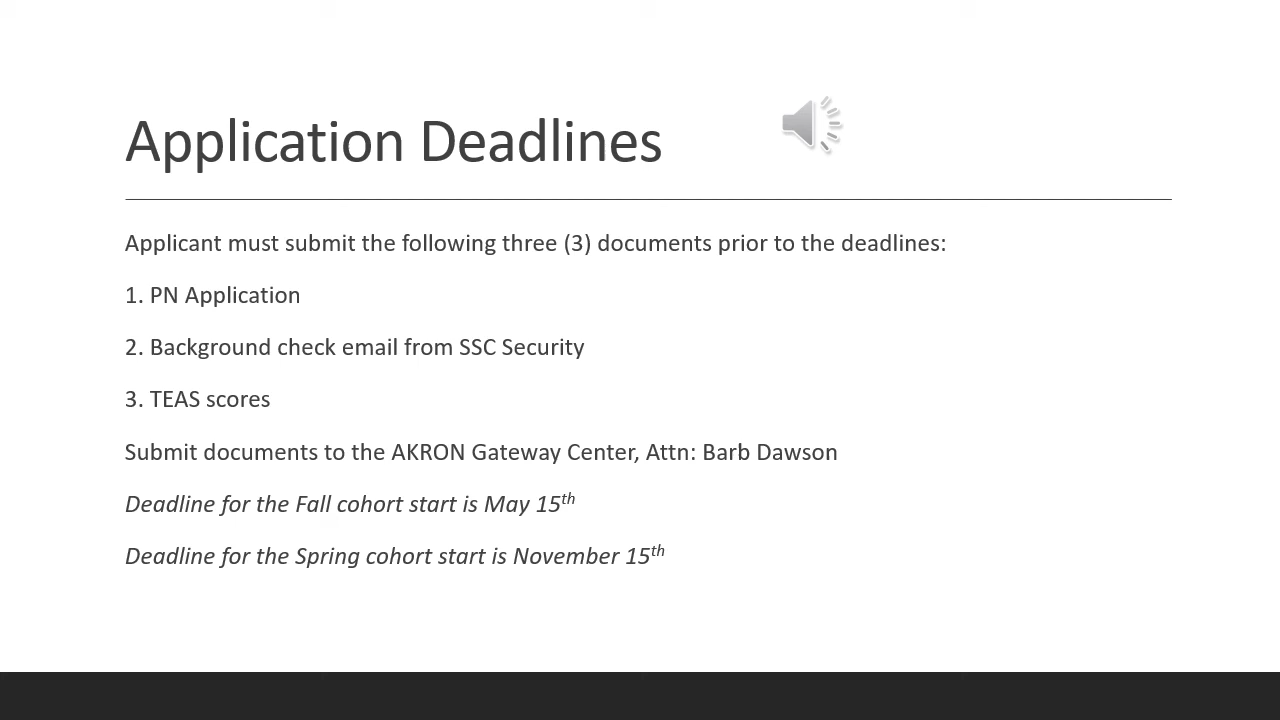 Application Deadlines
Applicant must submit the following three (3) documents prior to the deadlines:
1. PN Application
2. Background check email from SSC Security
3. TEAS scores
Submit documents to the AKRON Gateway Center, Attn: Barb Dawson
Deadline for the Fall cohort start is May 15th
Deadline for the Spring cohort start is November 15th